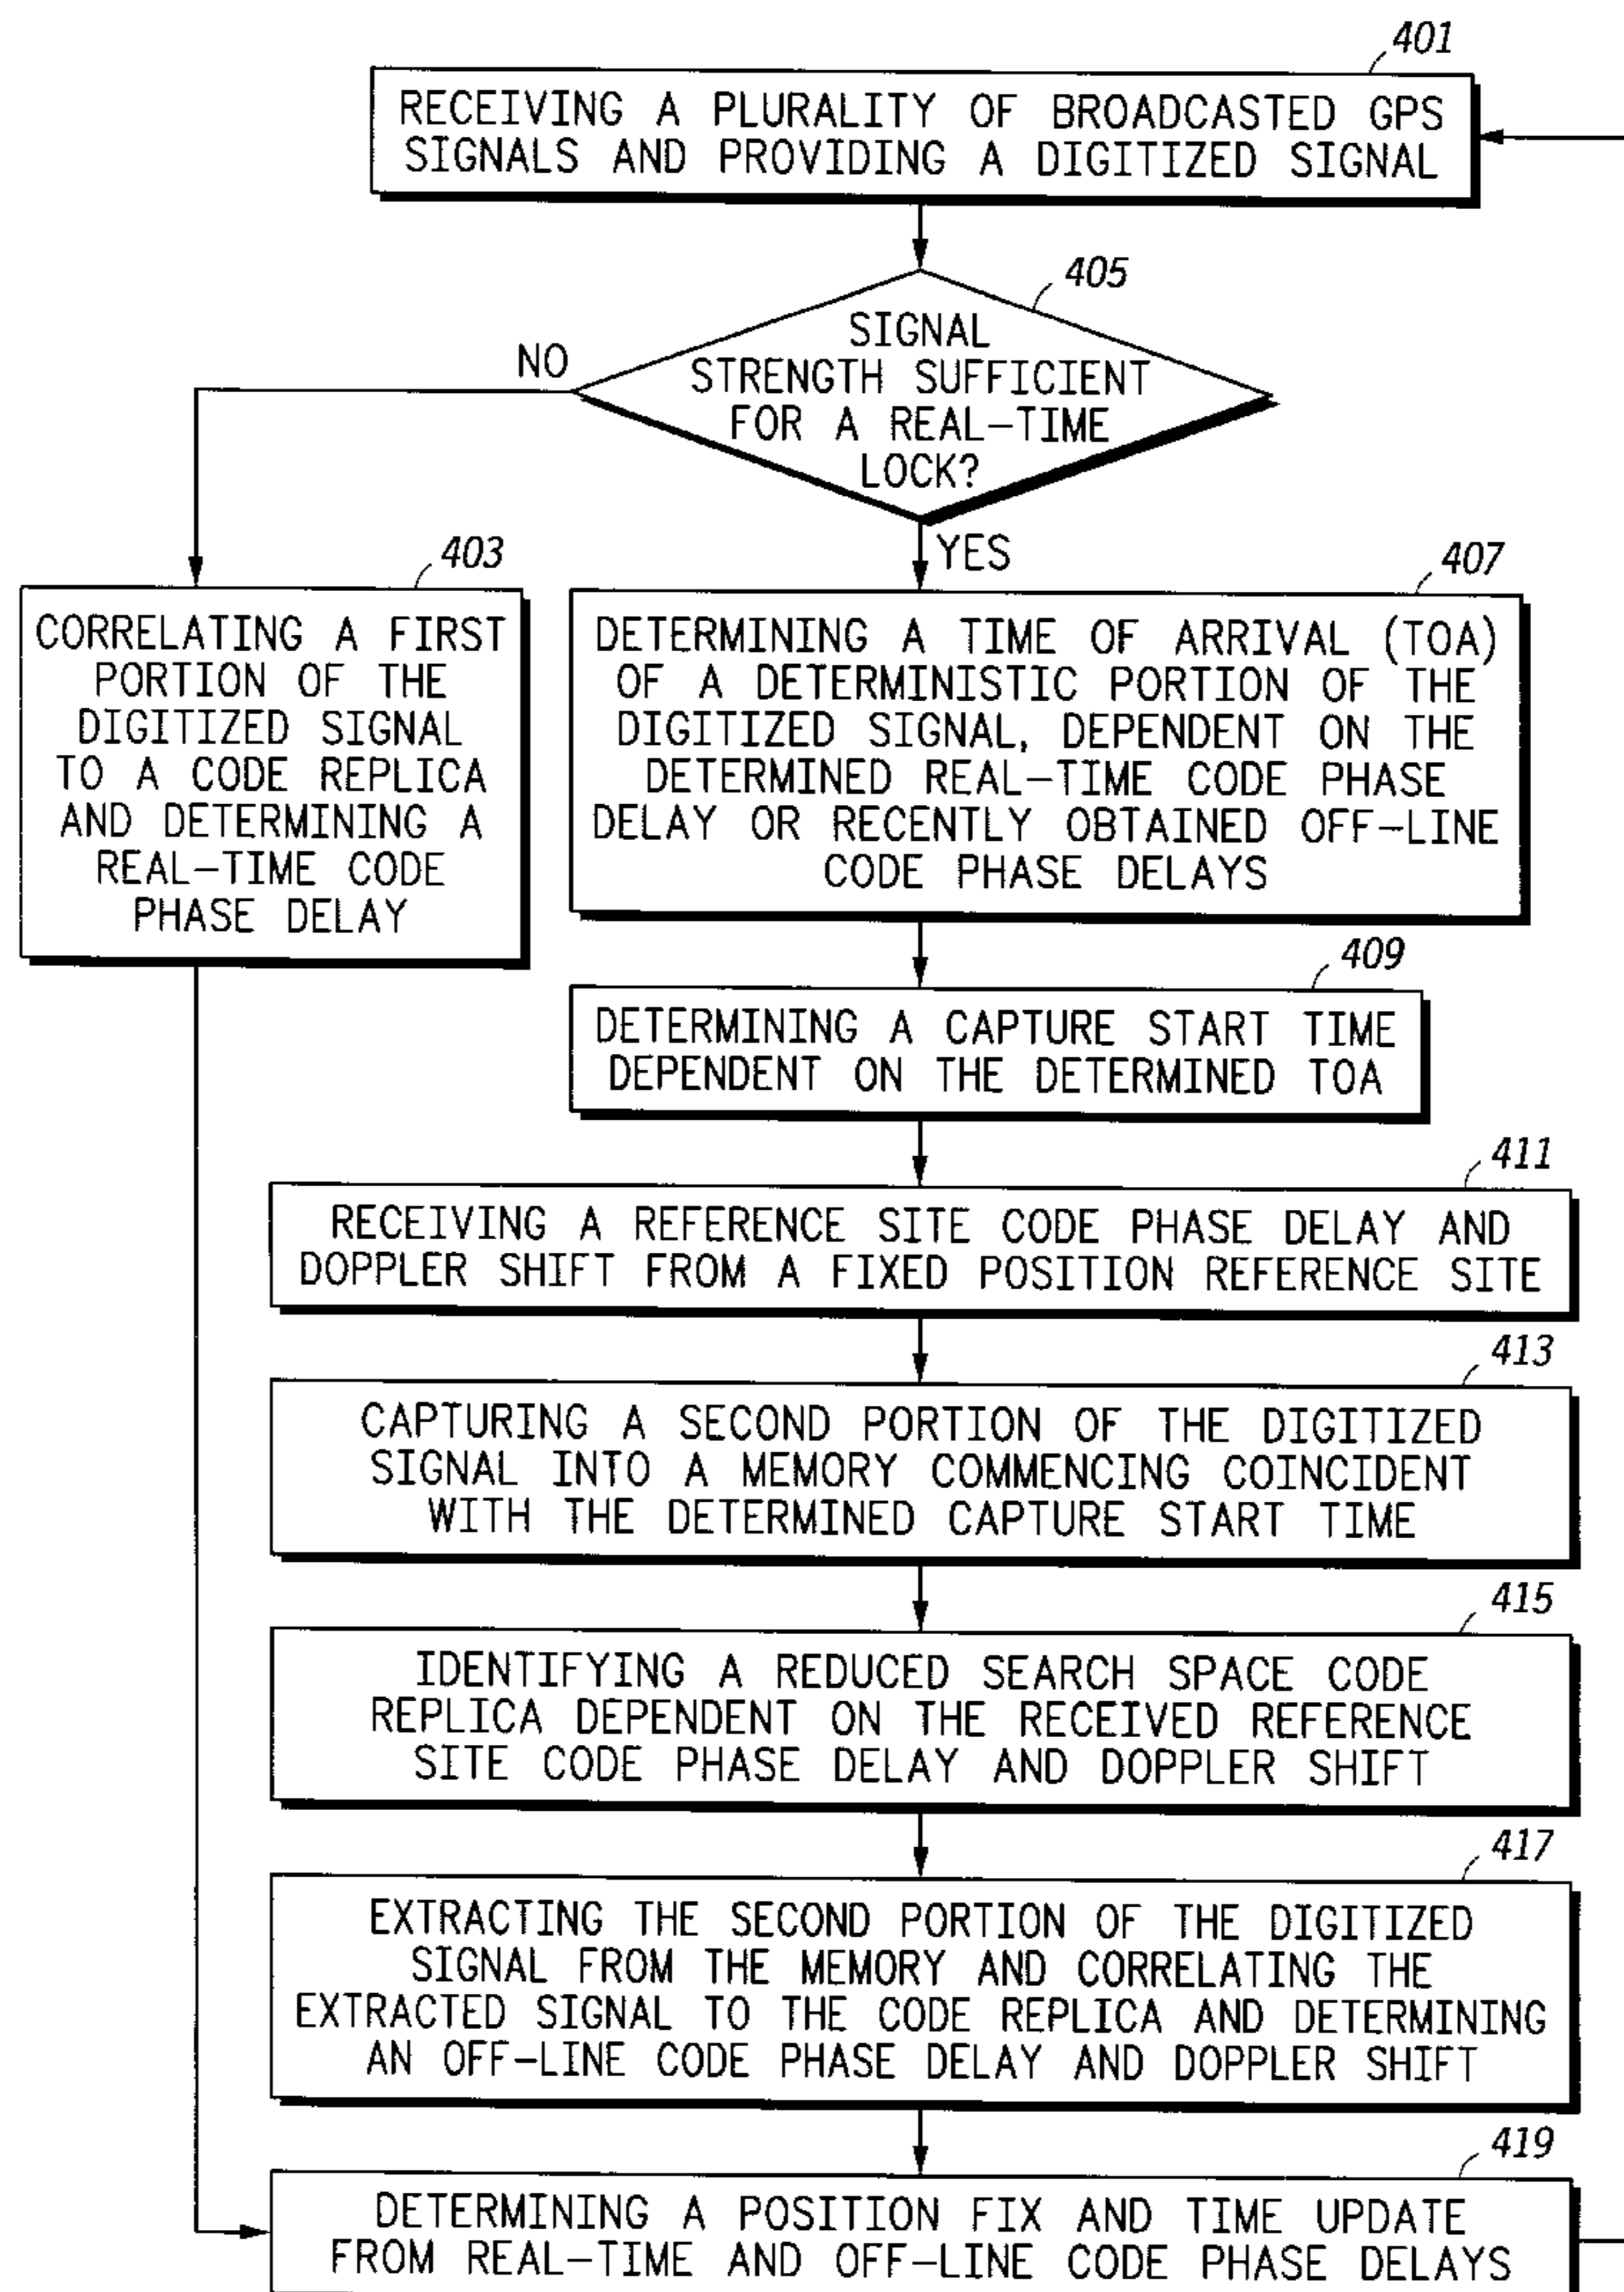 401
RECEIVING A PLURALITY OF BROADCASTED GPS
SIGNALS AND PROVIDING A DIGITIZED SIGNAL
405
SIGNAL
STRENGTH SUFFICIENT
FOR A REAL-TIME
LOCK?
NO
YES
403
CORRELATING A FIRST
PORTION OF THE
DIGITIZED SIGNAL
TO A CODE REPLICA
AND DETERMINING A
REAL-TIME CODE
PHASE DELAY
407
DETERMINING A TIME OF ARRIVAL (TOA)
OF A DETERMINISTIC PORTION OF THE
DIGITIZED SIGNAL, DEPENDENT ON THE
DETERMINED REAL-TIME CODE PHASE
DELAY OR RECENTLY OBTAINED OFF-LINE
CODE PHASE DELAYS
409
DETERMINING A CAPTURE START TIME
DEPENDENT ON THE DETERMINED TOA
411
RECEIVING A REFERENCE SITE CODE PHASE DELAY AND
DOPPLER SHIFT FROM A FIXED POSITION REFERENCE SITE
413
CAPTURING A SECOND PORTION OF THE DIGITIZED
SIGNAL INTO A MEMORY COMMENCING COINCIDENT
WITH THE DETERMINED CAPTURE START TIME
415
IDENTIFYING A REDUCED SEARCH SPACE CODE
REPLICA DEPENDENT ON THE RECEIVED REFERENCE
SITE CODE PHASE DELAY AND DOPPLER SHIFT
417
EXTRACTING THE SECOND PORTION OF THE DIGITIZED
SIGNAL FROM THE MEMORY AND CORRELATING THE
EXTRACTED SIGNAL TO THE CODE REPLICA AND DETERMINING
AN OFF-LINE CODE PHASE DELAY AND DOPPLER SHIFT
419
DETERMINING A POSITION FIX AND TIME UPDATE
FROM REAL-TIME AND OFF-LINE CODE PHASE DELAYS